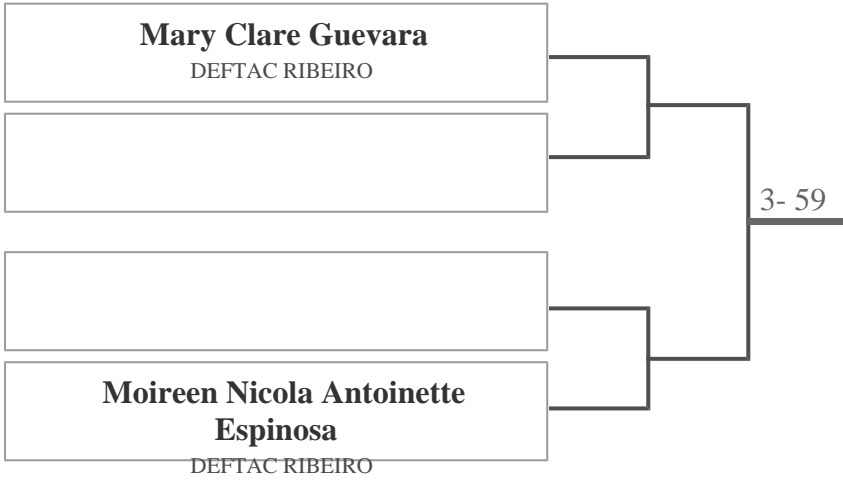 Mary Clare Guevara
DEFTAC RIBEIRO
3- 59
Moireen Nicola Antoinette
Espinosa
DEFTAC RIBEIRO